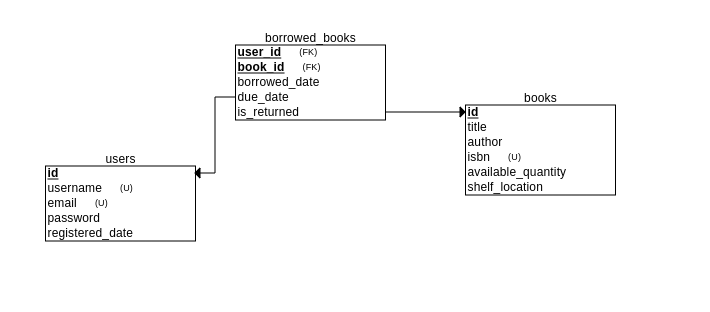 borrowed_books
user_id (FK)
book_id (FK)
borrowed_date
due_date
is_returned
books
id
title
author
isbn (U)
available_quantity
shelf_location
users
id
username (U)
email (U)
password
registered_date